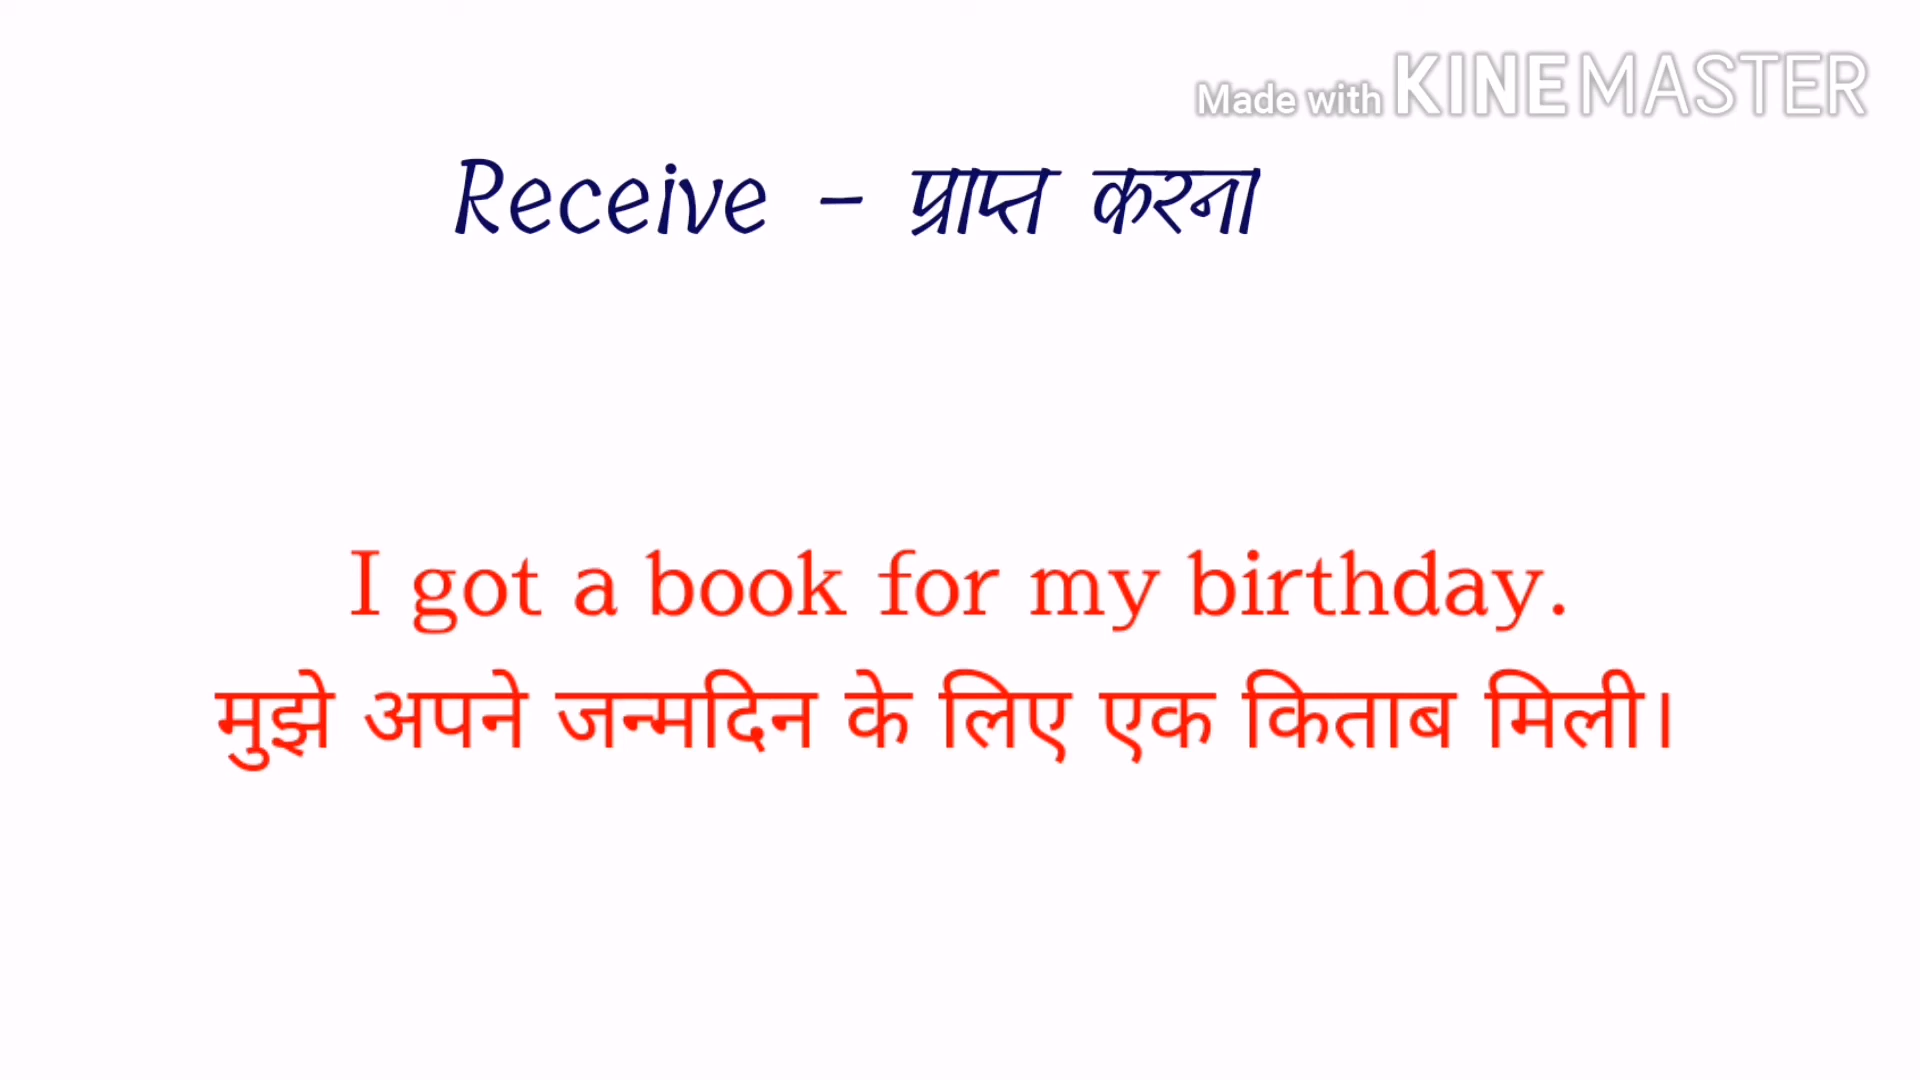 Made with KINEMASTER
Receive - प्राप्त करना
I got a book for my birthday.
मुझे अपने जन्मदिन के लिए एक किताब मिली।